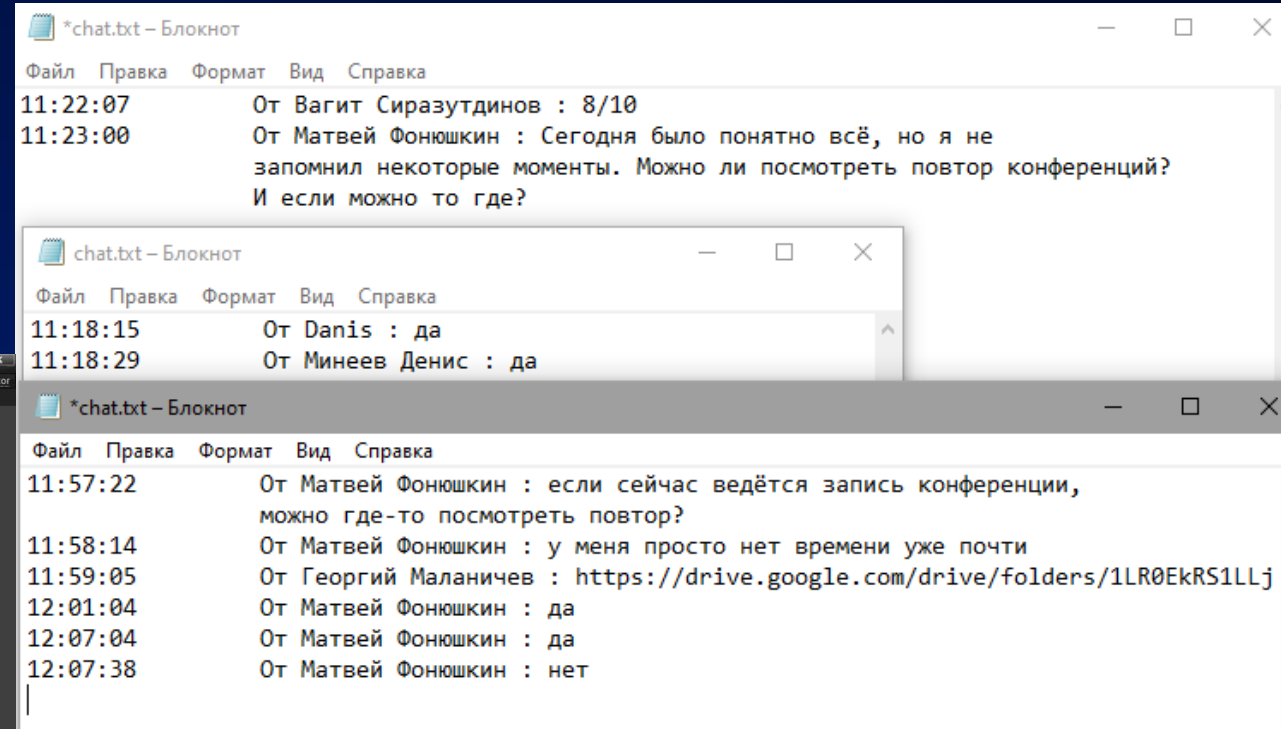 *chat.txt – Блокнот
Файл Правка Формат Вид Справка
11:22:07 От Вагит Сиразутдинов : 8/10
11:23:00 От Матвей Фонюшкин : Сегодня было понятно всё, но я не
запомнил некоторые моменты. Можно ли посмотреть повтор конференций?
И если можно то где?
chat.txt – Блокнот
Файл Правка Формат Вид Справка
11:18:15 От Danis : да
11:18:29 От Минеев Денис : да
*chat.txt – Блокнот
Файл Правка Формат Вид Справка
11:57:22 От Матвей Фонюшкин : если сейчас ведётся запись конференции,
можно где-то посмотреть повтор?
11:58:14 От Матвей Фонюшкин : у меня просто нет времени уже почти
11:59:05 От Георгий Маланичев : https://drive.google.com/drive/folders/1LR0EkRS1LLj
12:01:04 От Матвей Фонюшкин : да
12:07:04 От Матвей Фонюшкин : да
12:07:38 От Матвей Фонюшкин : нет